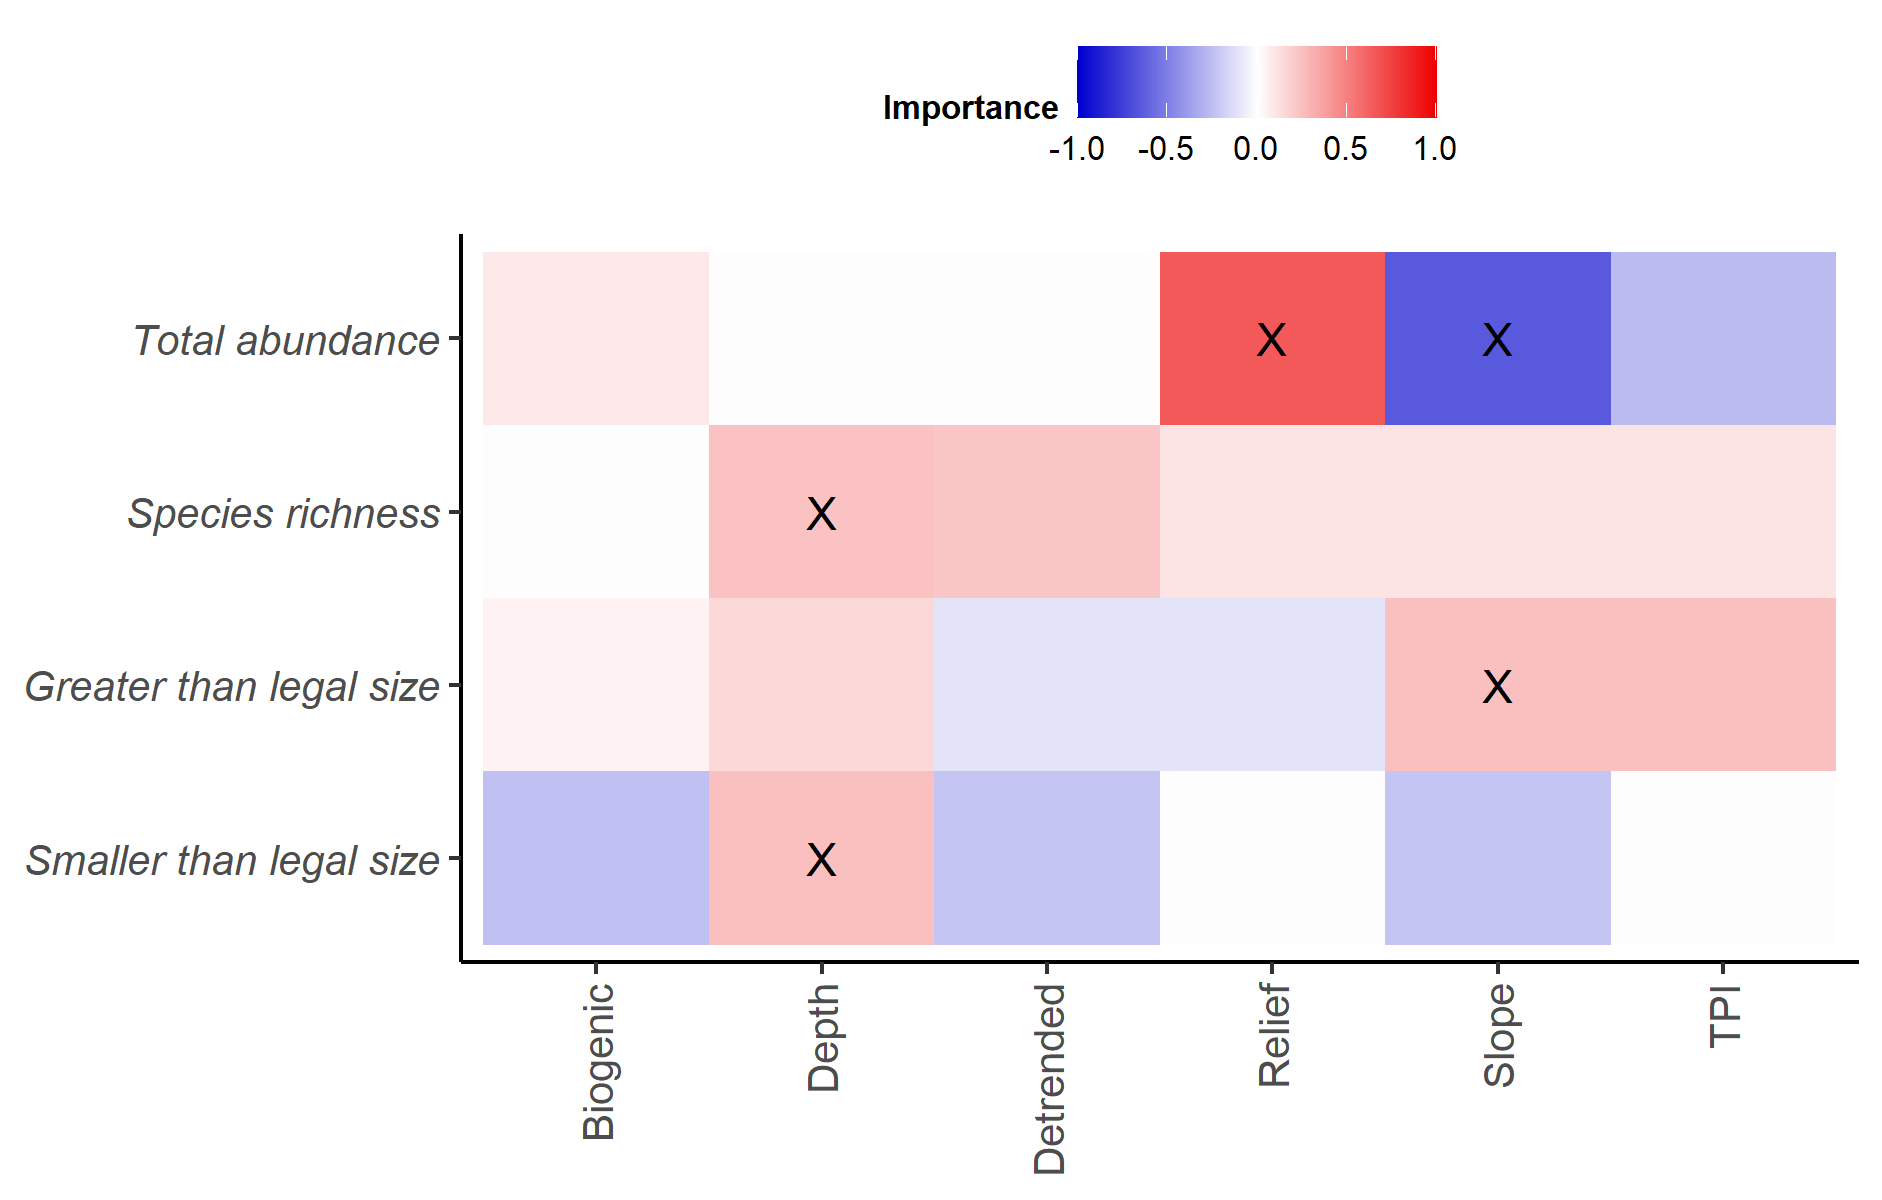 Importance
-1.0 -0.5 0.0 0.5 1.0
Total abundance
X X
Species richness
X
Greater than legal size
X
Smaller than legal size
X
Biogenic
Depth
Detrended
Relief
Slope
TPI